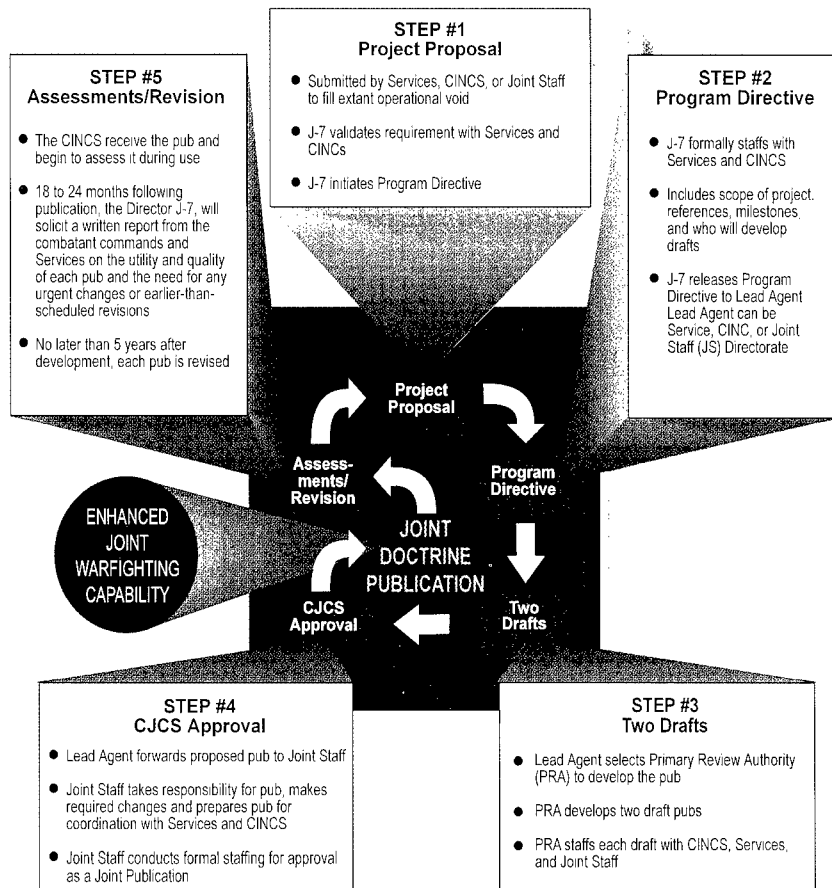 STEP #1
Project Proposal
● Submitted by Services, CINCS, or Joint Staff
to fill extant operational void
● J-7 validates requirement with Services and
CINCs
● J-7 initiates Program Directive
STEP #2
Program Directive
● J-7 formally staffs with
Services and CINCS
● Includes scope of project.
references, milestones,
and who will develop
drafts
● J-7 releases Program
Directive to Lead Agent
Lead Agent can be
Service, CINC, or Joint
Staff (JS) Directorate
STEP #3
Two Drafts
● Lead Agent selects Primary Review Authority
(PRA) to develop the pub
● PRA develops two draft pubs
● PRA staffs each draft with CINCS, Services,
and Joint Staff
STEP #4
CJCS Approval
● Lead Agent forwards proposed pub to Joint Staff
● Joint Staff takes responsibility for pub, makes
required changes and prepares pub for
coordination with Services and CINCS
● Joint Staff conducts formal staffing for approval
as a Joint Publication
STEP #5
Assessments/Revision
● The CINCS receive the pub and
begin to assess it during use
● 18 to 24 months following
publication, the Director J-7, will
solicit a written report from the
combatant commands and
Services on the utility and quality
of each pub and the need for any
urgent changes or earlier-than-
scheduled revisions
● No later than 5 years after
development, each pub is revised
Project
Proposal
Program
Directive
Two
Drafts
CJCS
Approval
Assess-
ments/
Revision
JOINT
DOCTRINE
PUBLICATION
ENHANCED
JOINT
WARFIGHTING
CAPABILITY